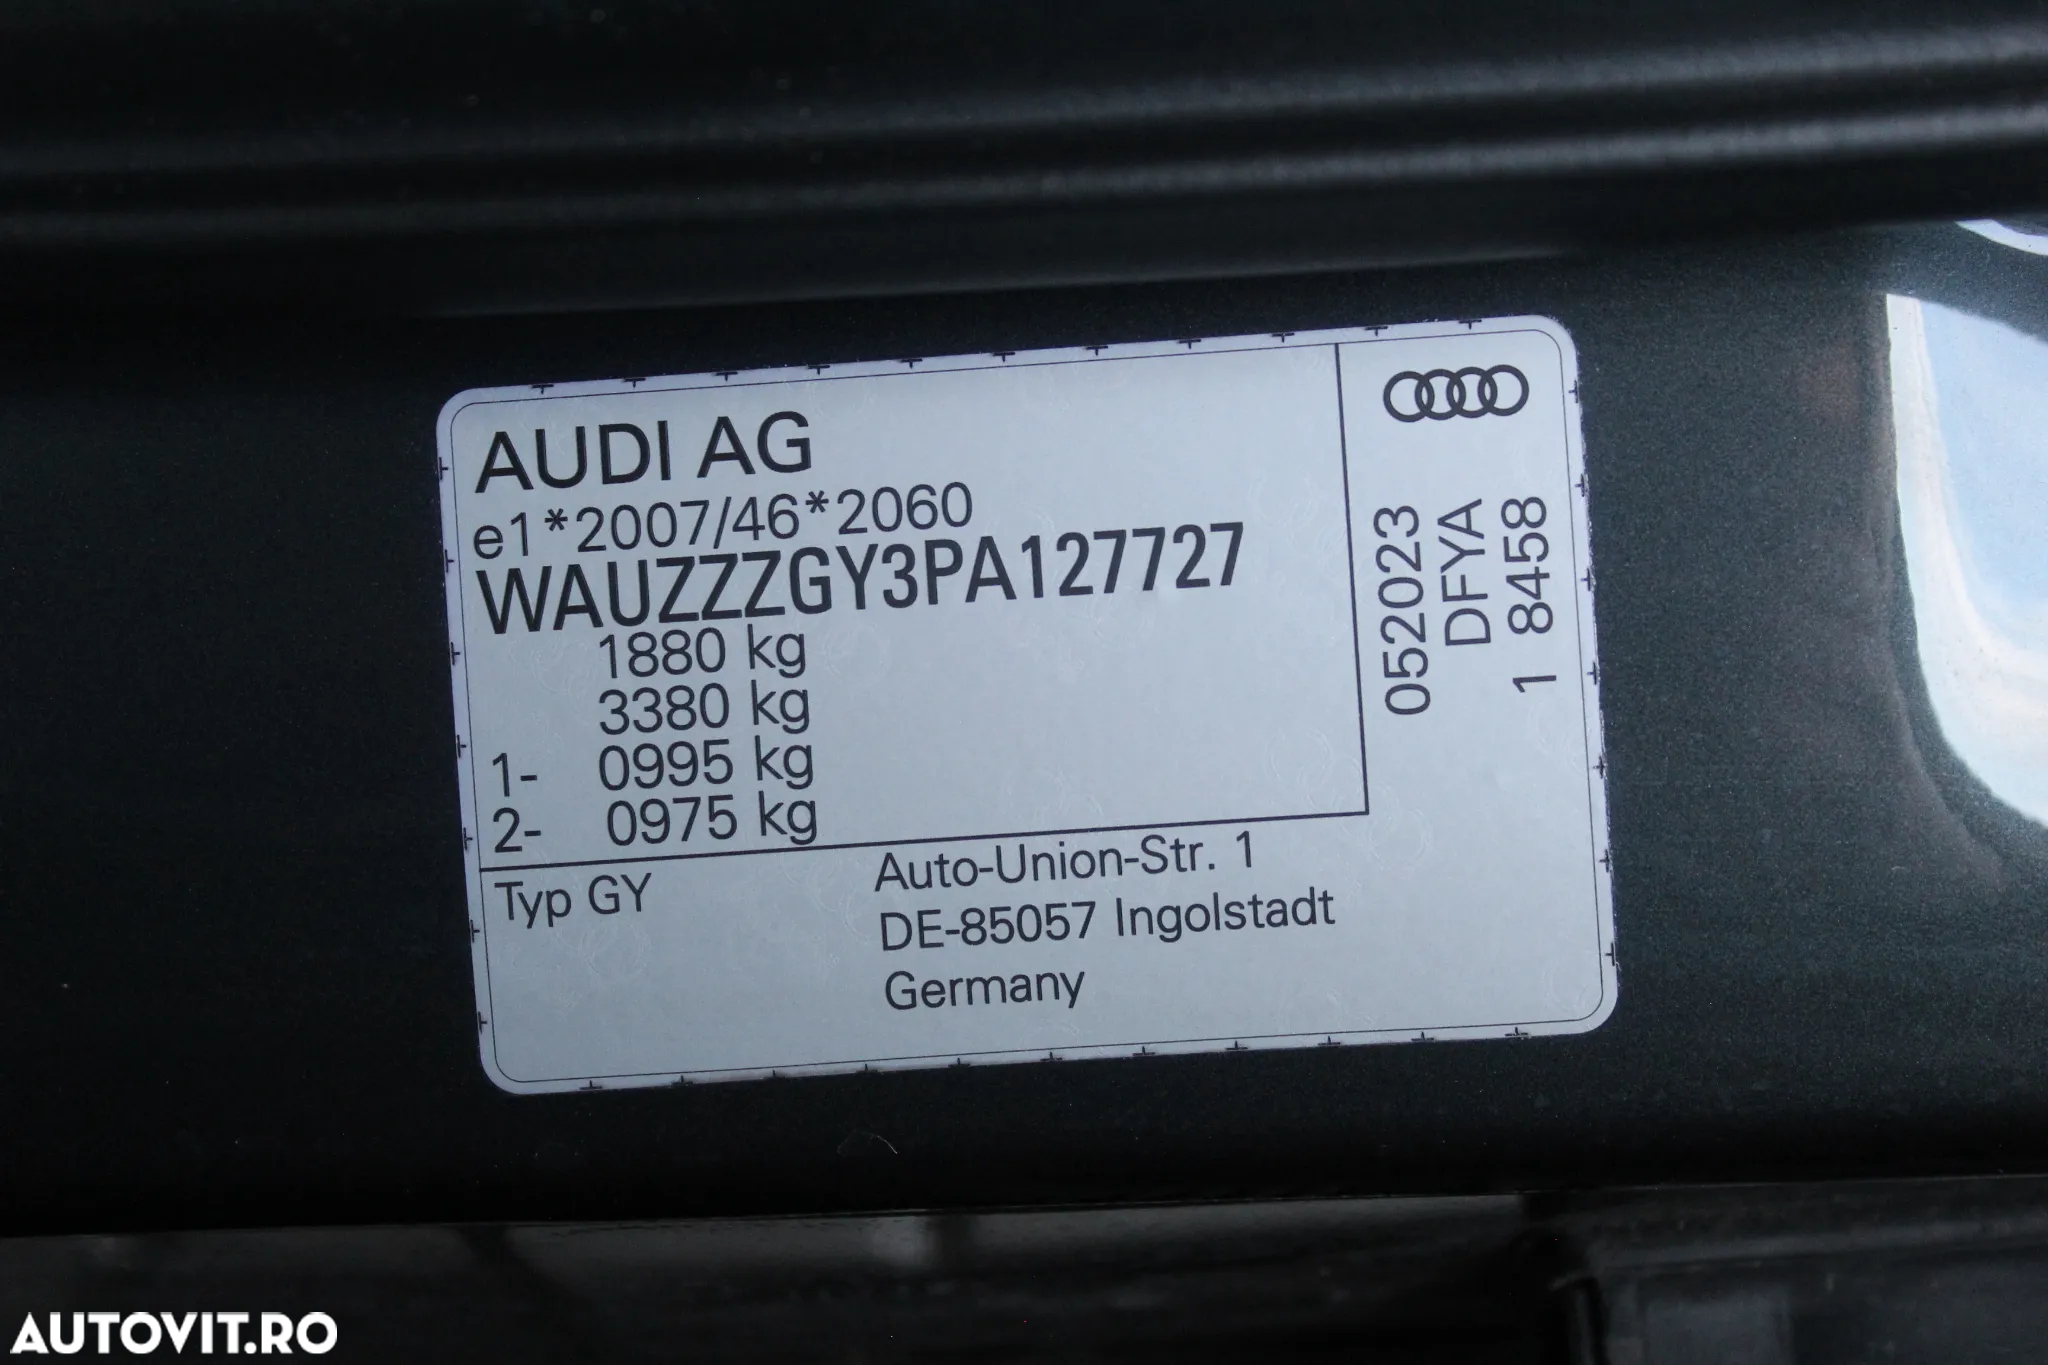 AUDI AG
e1*2007/46*2060
WAUZZZGY3PA127727
1880 kg
3380 kg
1- 0995 kg
2- 0975 kg
Typ GY
Auto-Union-Str. 1
DE-85057 Ingolstadt
Germany
052023
DFYA
1 8458
AUTOVIT.RO